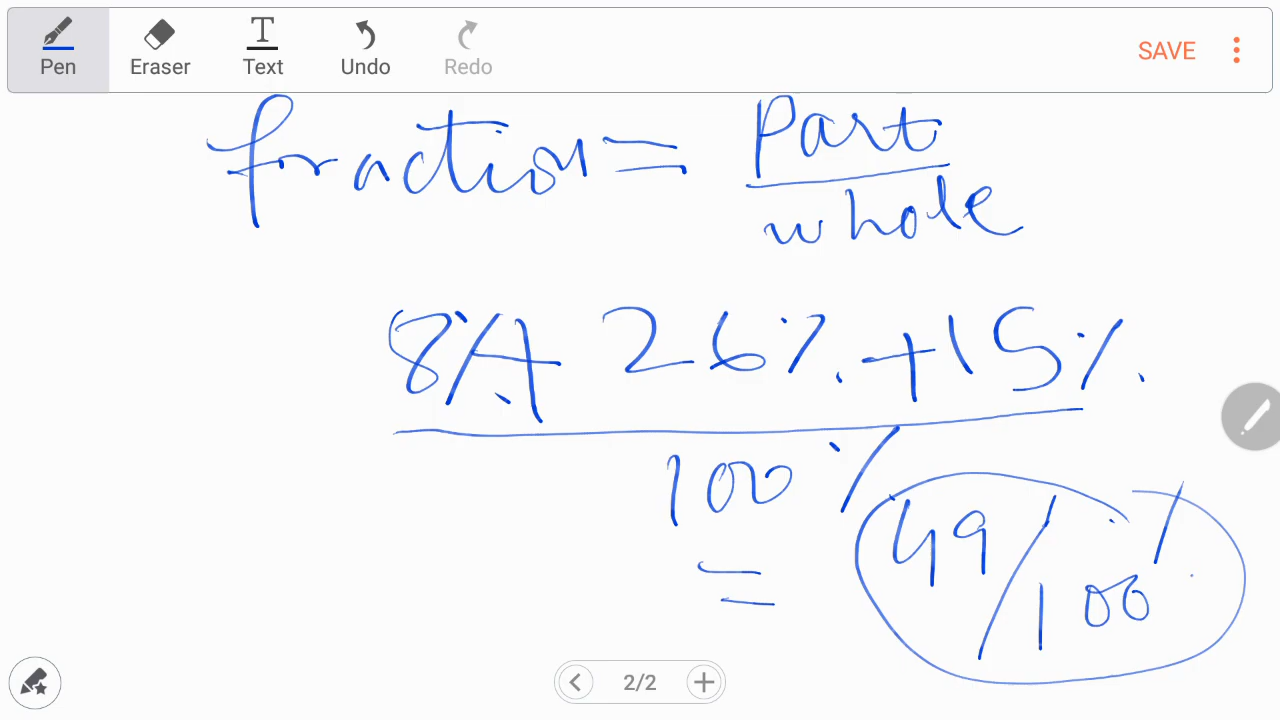 Pen Eraser Text Undo Redo SAVE
fraction = Part
whole
8% + 26% + 15%
100%
= 49/100%
2/2